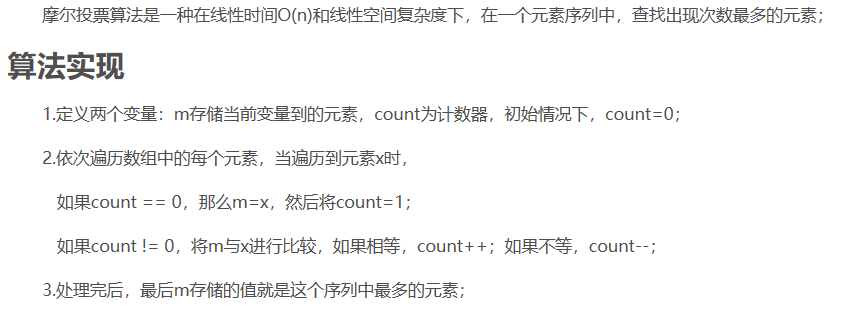 摩尔投票算法是一种在线性时间O(n)和线性空间复杂度下，在一个元素序列中，查找出现次数最多的元素；
算法实现
1.定义两个变量：m存储当前变量到的元素，count为计数器，初始情况下，count=0；
2.依次遍历数组中的每个元素，当遍历到元素x时，
如果count == 0，那么m=x，然后将count=1；
如果count != 0，将m与x进行比较，如果相等，count++；如果不等，count--；
3.处理完后，最后m存储的值就是这个序列中最多的元素；